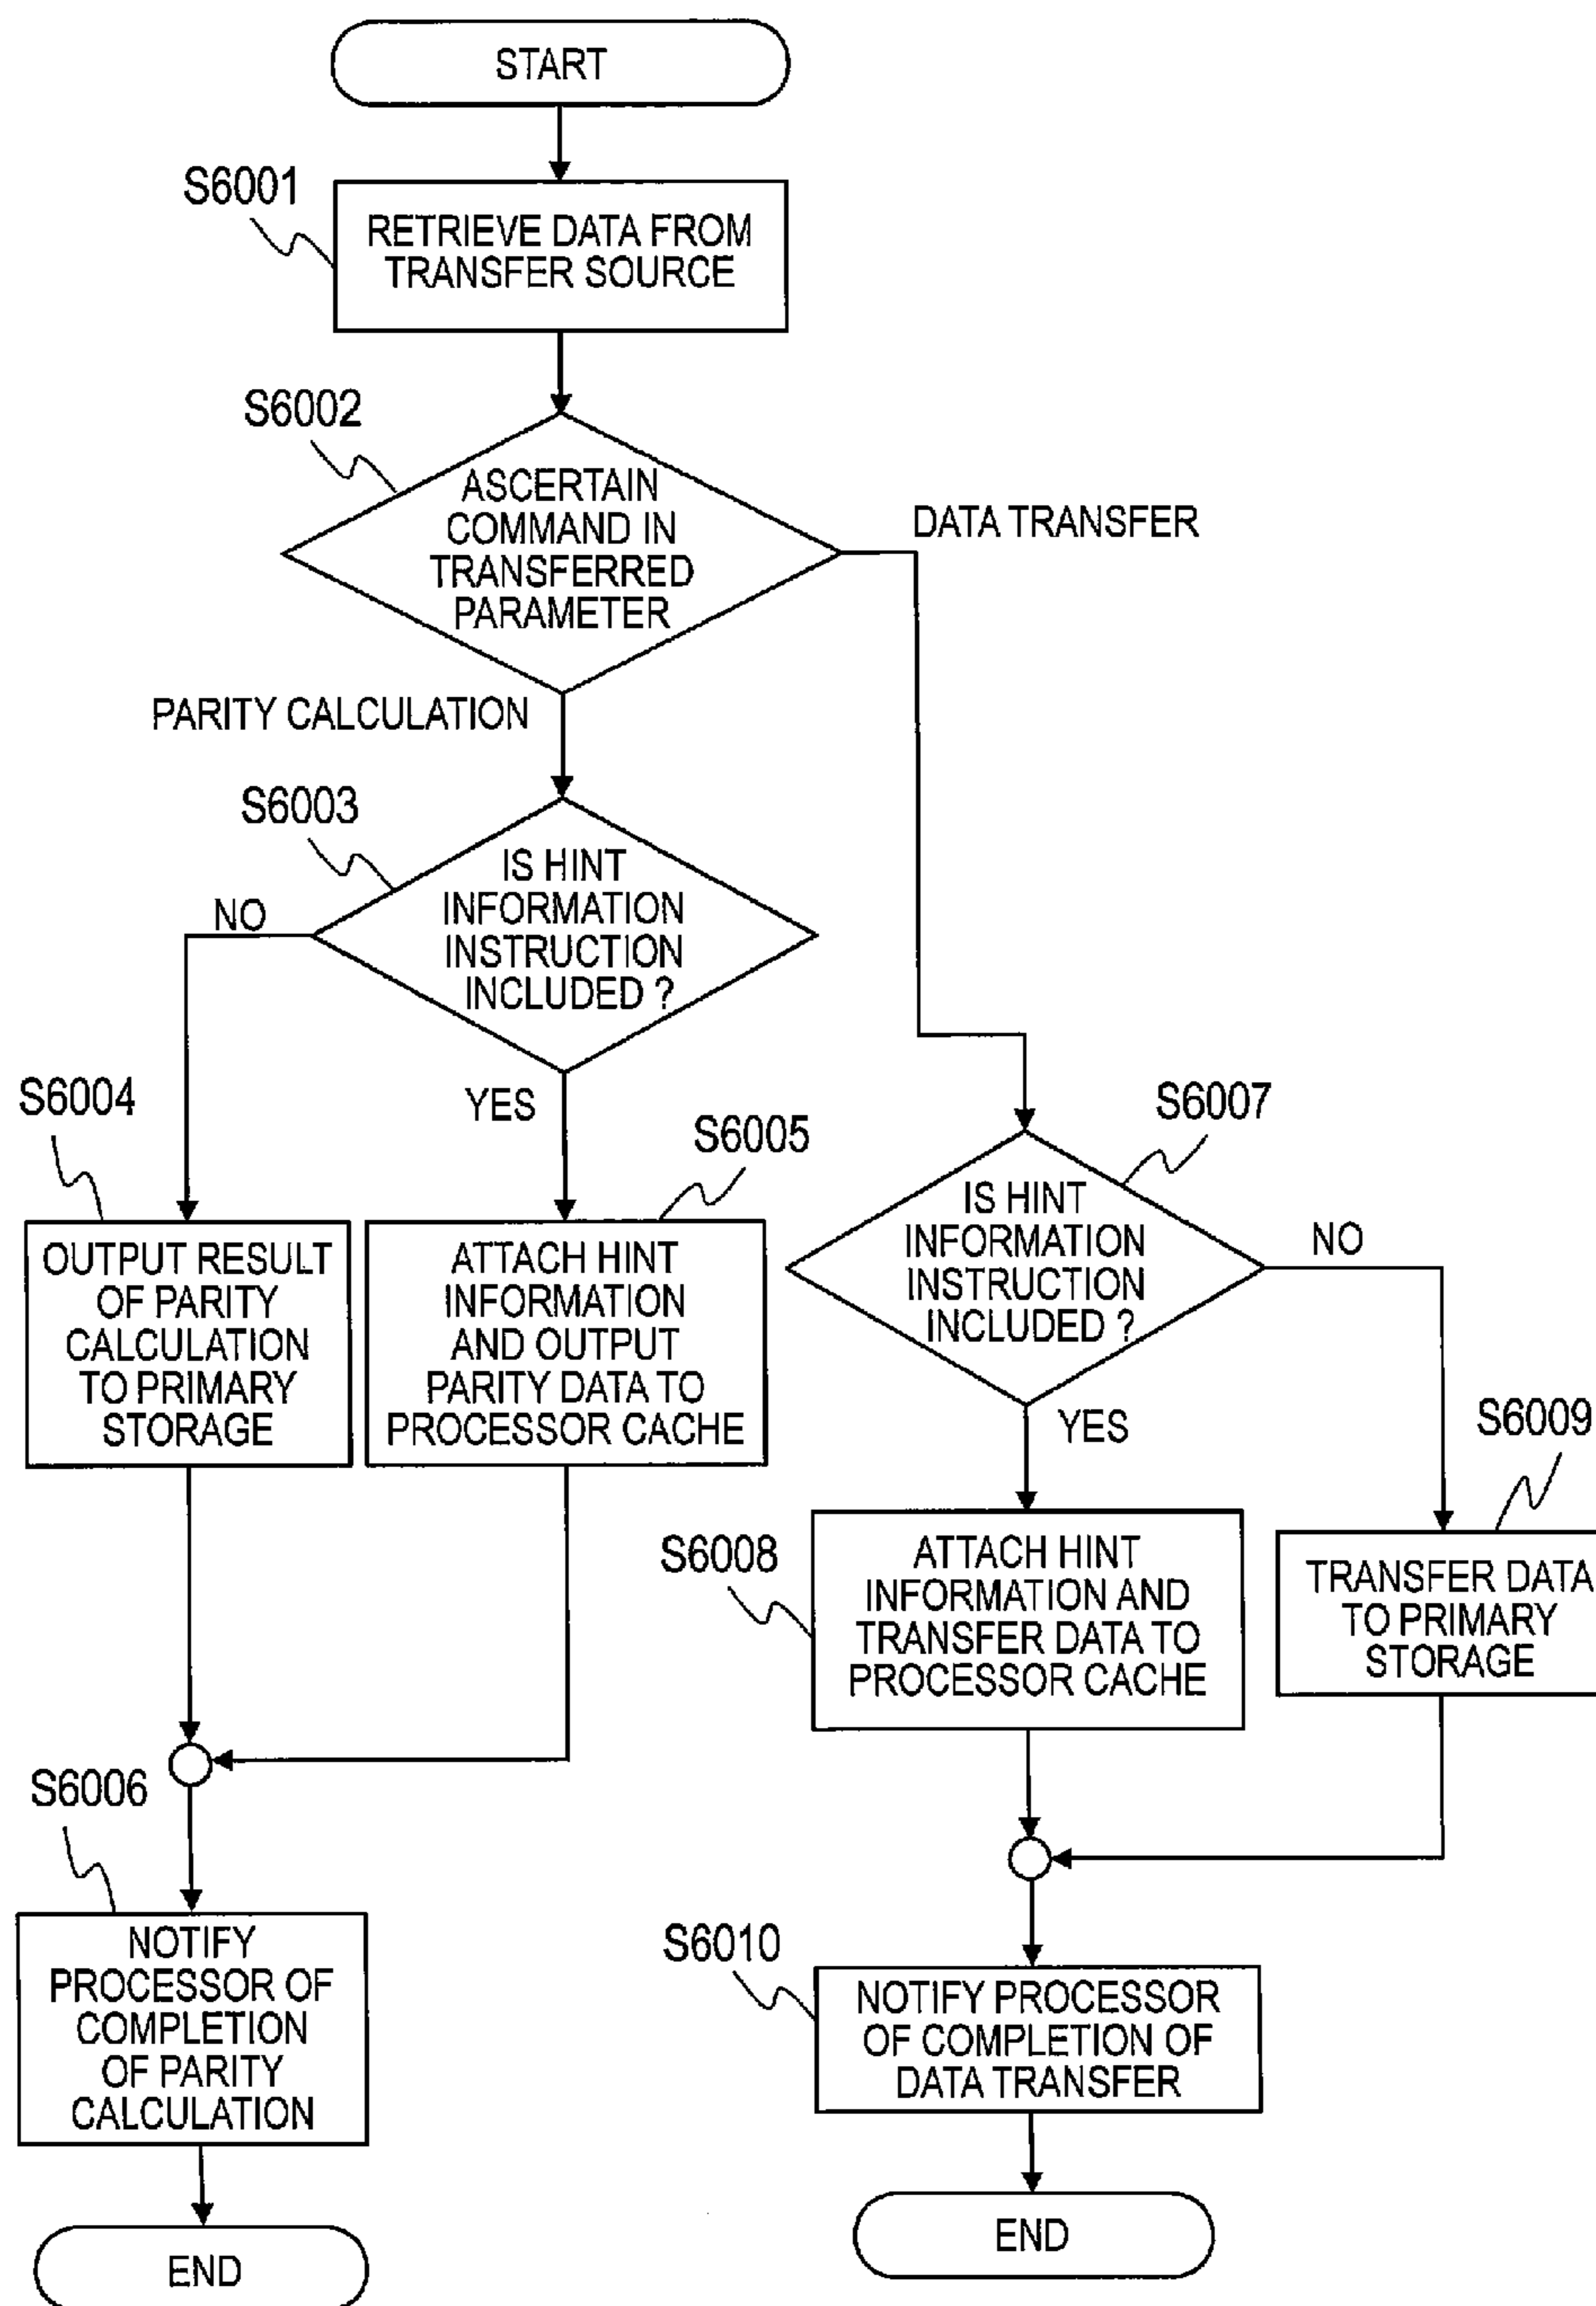 START
S6001
RETRIEVE DATA FROM
TRANSFER SOURCE
S6002
ASCERTAIN
COMMAND IN
TRANSFERRED
PARAMETER
DATA TRANSFER
PARITY CALCULATION
S6003
IS HINT
INFORMATION
INSTRUCTION
INCLUDED ?
NO
YES
S6004
OUTPUT RESULT
OF PARITY
CALCULATION
TO PRIMARY
STORAGE
S6005
ATTACH HINT
INFORMATION
AND OUTPUT
PARITY DATA TO
PROCESSOR CACHE
S6007
IS HINT
INFORMATION
INSTRUCTION
INCLUDED ?
NO
YES
S6008
ATTACH HINT
INFORMATION AND
TRANSFER DATA TO
PROCESSOR CACHE
S6009
TRANSFER DATA
TO PRIMARY
STORAGE
S6006
NOTIFY
PROCESSOR OF
COMPLETION
OF PARITY
CALCULATION
END
S6010
NOTIFY PROCESSOR
OF COMPLETION OF
DATA TRANSFER
END